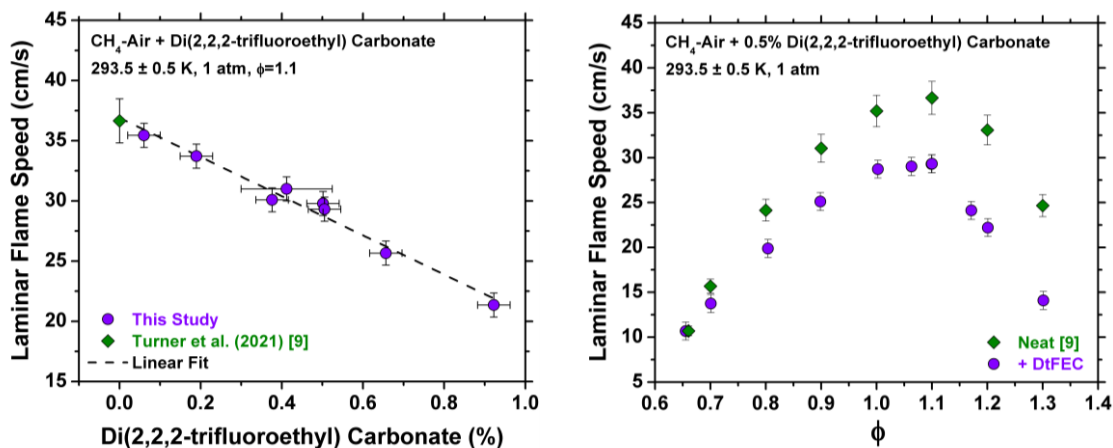 CH4-Air + Di(2,2,2-trifluoroethyl) Carbonate
293.5 ± 0.5 K, 1 atm, ϕ=1.1
Laminar Flame Speed (cm/s)
45
40
35
30
25
20
15
This Study
Turner et al. (2021) [9]
Linear Fit
0.0 0.2 0.4 0.6 0.8 1.0
Di(2,2,2-trifluoroethyl) Carbonate (%)
CH4-Air + 0.5% Di(2,2,2-trifluoroethyl) Carbonate
293.5 ± 0.5 K, 1 atm
Laminar Flame Speed (cm/s)
45
40
35
30
25
20
15
10
5
Neat [9]
+ DtFEC
0.6 0.7 0.8 0.9 1.0 1.1 1.2 1.3 1.4
ϕ